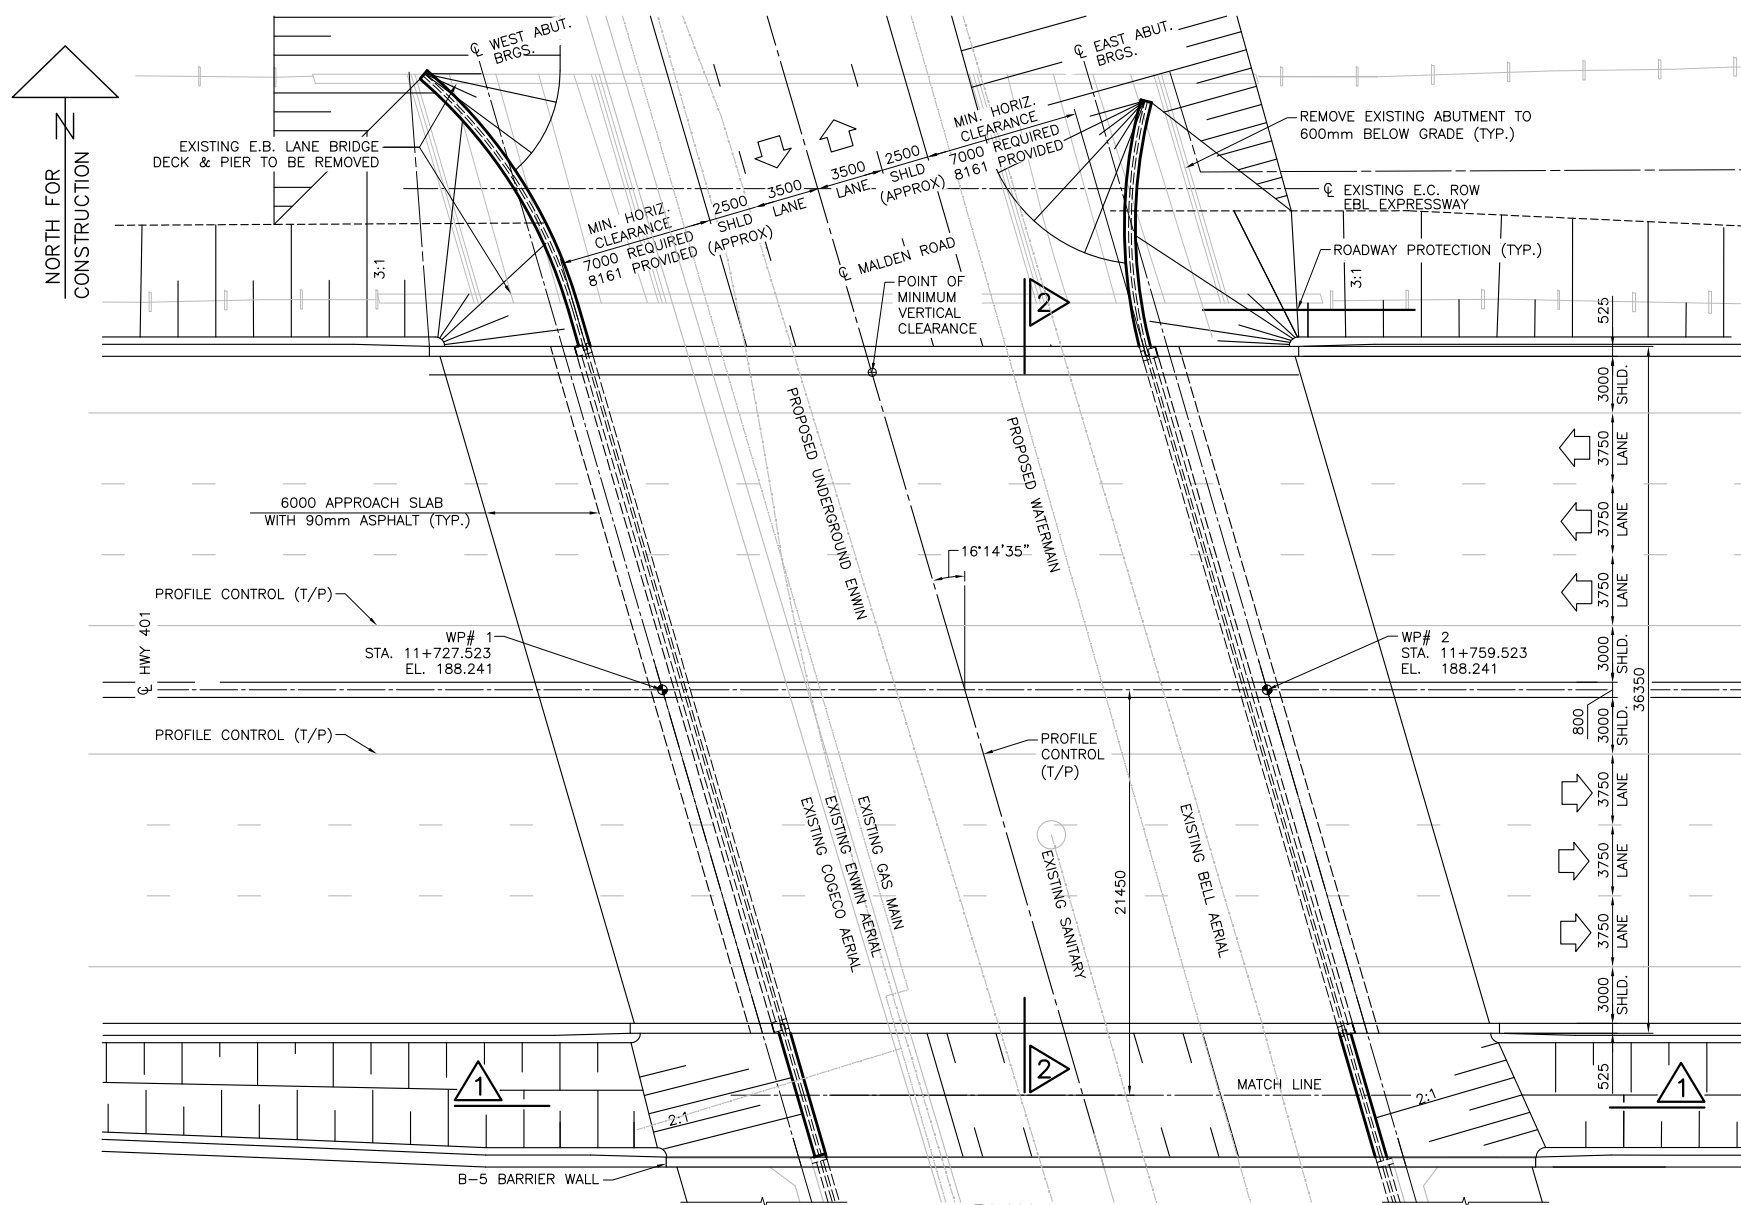 ℄ WEST ABUT.
BRGS.
℄ EAST ABUT.
BRGS.
N
NORTH FOR
CONSTRUCTION
EXISTING E.B. LANE BRIDGE
DECK & PIER TO BE REMOVED
REMOVE EXISTING ABUTMENT TO
600mm BELOW GRADE (TYP.)
MIN. HORIZ.
CLEARANCE
7000 REQUIRED
8161 PROVIDED
2500
SHLD
(APPROX)
3500
LANE
3500
LANE
2500
SHLD
(APPROX)
MIN. HORIZ.
CLEARANCE
7000 REQUIRED
8161 PROVIDED
℄ EXISTING E.C. ROW
EBL EXPRESSWAY
ROADWAY PROTECTION (TYP.)
3:1
3:1
℄ MALDEN ROAD
POINT OF
MINIMUM
VERTICAL
CLEARANCE
2
525
3000
SHLD.
3750
LANE
3750
LANE
3750
LANE
3000
SHLD.
36350
800
3000
SHLD.
3750
LANE
3750
LANE
3750
LANE
3000
SHLD.
525
PROPOSED UNDERGROUND ENWIN
PROPOSED WATERMAIN
6000 APPROACH SLAB
WITH 90mm ASPHALT (TYP.)
16°14'35"
PROFILE CONTROL (T/P)
℄ HWY 401
WP# 1
STA. 11+727.523
EL. 188.241
WP# 2
STA. 11+759.523
EL. 188.241
PROFILE CONTROL (T/P)
PROFILE
CONTROL
(T/P)
EXISTING GAS MAIN
EXISTING ENWIN AERIAL
EXISTING COGECO AERIAL
EXISTING SANITARY
EXISTING BELL AERIAL
21450
1
2
MATCH LINE
1
2:1
2:1
B-5 BARRIER WALL